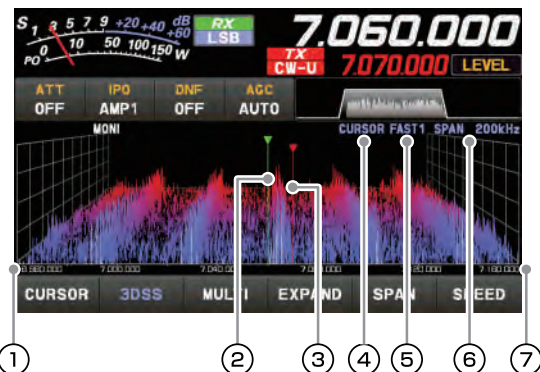 S 1 3 5 7 9 +20 +40 +60 dB
PO 0 10 50 100 150 W
RX
LSB
7.060.000
TX
CW-U
7.070.000
LEVEL
ATT IPO DNF AGC
OFF AMP1 OFF AUTO
MONI
CURSOR FAST1 SPAN 200kHz
7.000.000 7.160.000
CURSOR 3DSS MULTI EXPAND SPAN SPEED
1 2 3 4 5 6 7